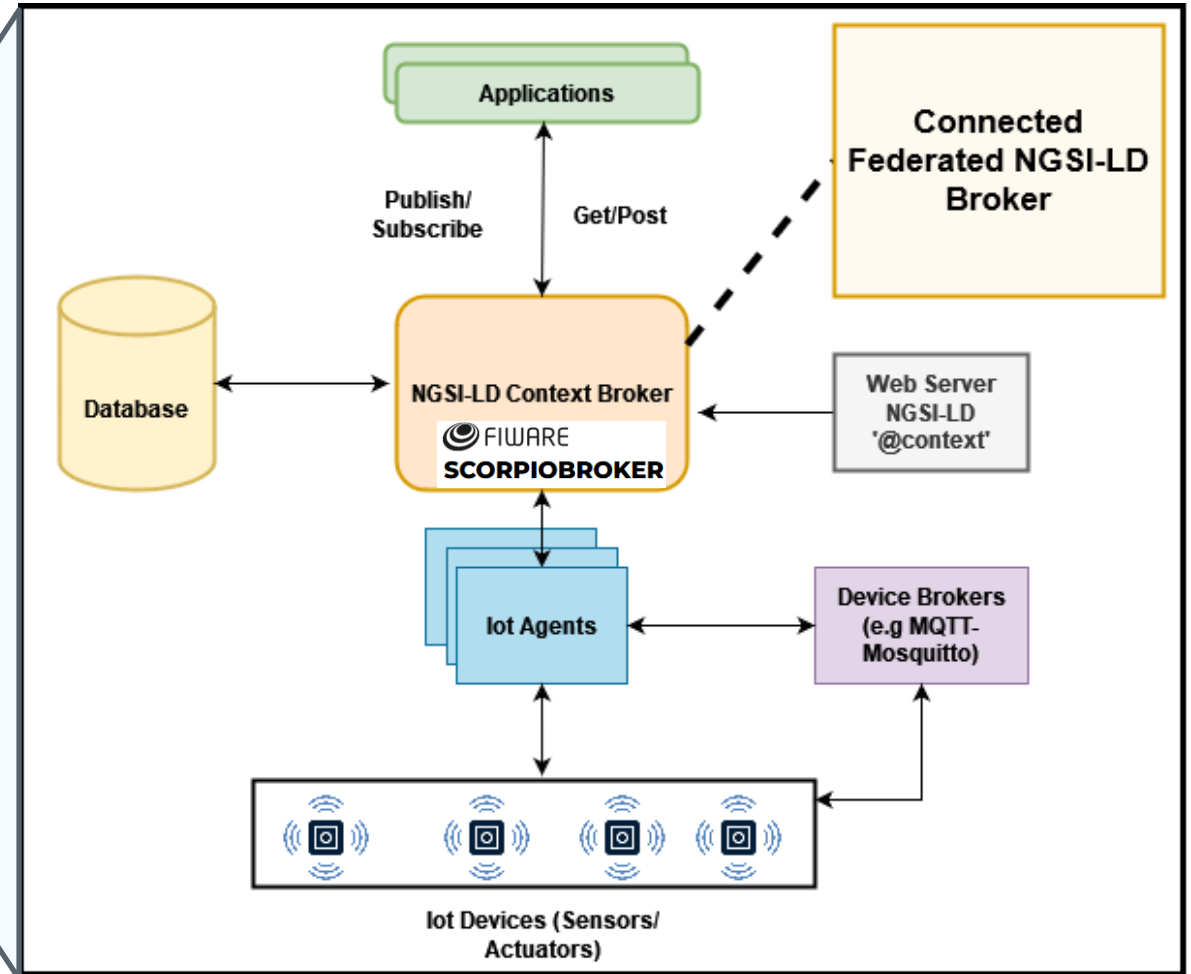 Applications
Connected
Federated NGSI-LD
Broker
Publish/
Subscribe
Get/Post
Database
NGSI-LD Context Broker
FIWARE
SCORPIOBROKER
Web Server
NGSI-LD
'@context'
Iot Agents
Device Brokers
(e.g MQTT-
Mosquitto)
Iot Devices (Sensors/
Actuators)